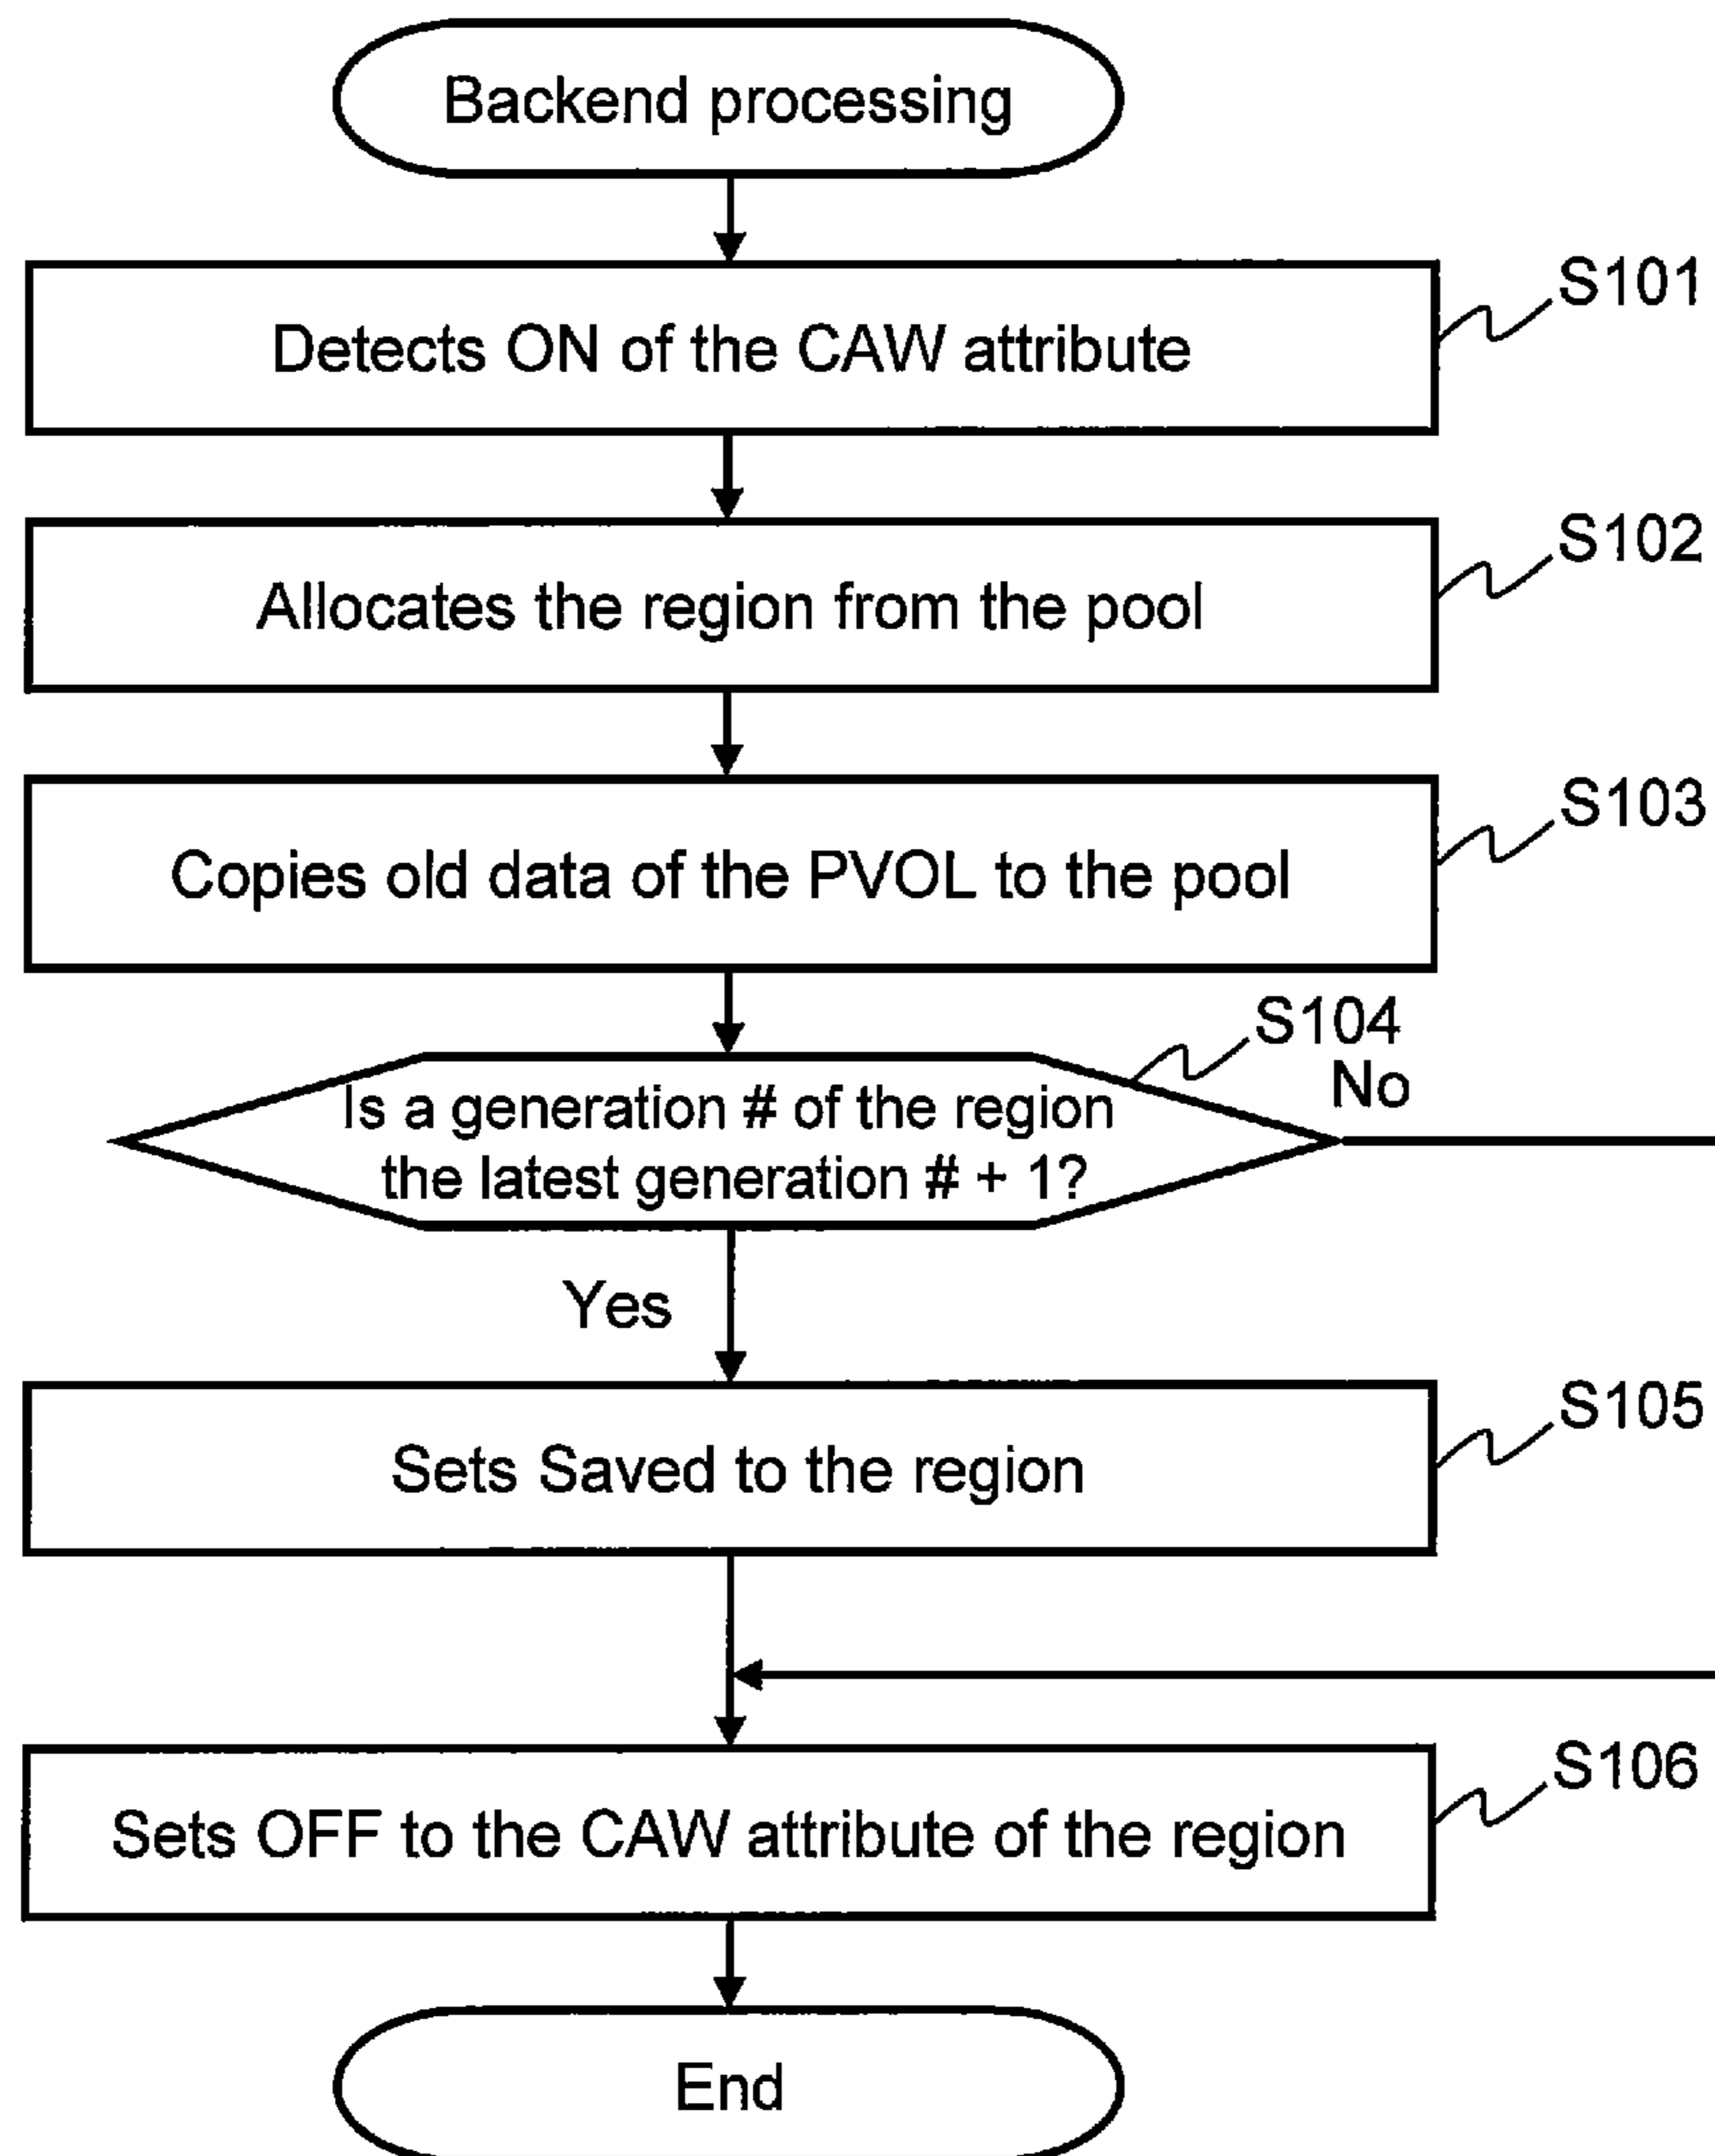 Backend processing
S101
Detects ON of the CAW attribute
S102
Allocates the region from the pool
S103
Copies old data of the PVOL to the pool
S104
No
Is a generation # of the region
the latest generation # + 1?
Yes
S105
Sets Saved to the region
S106
Sets OFF to the CAW attribute of the region
End